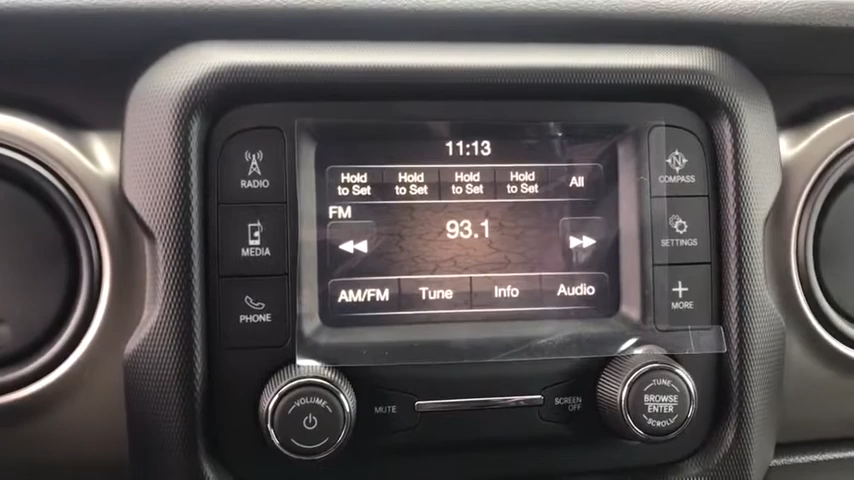 11:13
Hold to Set
Hold to Set
Hold to Set
Hold to Set
All
FM
93.1
AM/FM
Tune
Info
Audio
RADIO
MEDIA
PHONE
N
COMPASS
SETTINGS
MORE
VOLUME
MUTE
SCREEN
OFF
TUNE
BROWSE
ENTER
SCROLL